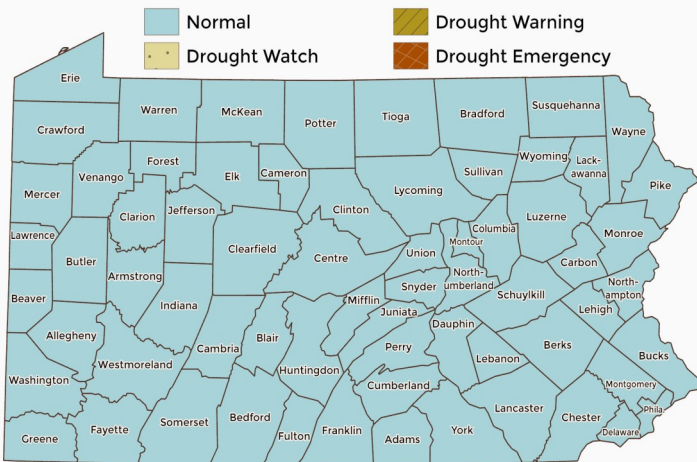 Normal
Drought Warning
Drought Watch
Drought Emergency
Erie
Crawford
Warren
McKean
Potter
Tioga
Bradford
Susquehanna
Wayne
Forest
Venango
Elk
Cameron
Sullivan
Wyoming
Lack-
awanna
Pike
Mercer
Clarion
Jefferson
Clinton
Lycoming
Columbia
Luzerne
Monroe
Lawrence
Butler
Armstrong
Clearfield
Centre
Union
Montour
North-
umberland
Carbon
North-
ampton
Beaver
Indiana
Snyder
Mifflin
Juniata
Schuylkill
Lehigh
Allegheny
Westmoreland
Cambria
Blair
Huntingdon
Perry
Dauphin
Lebanon
Berks
Bucks
Washington
Cumberland
Montgomery
Greene
Fayette
Somerset
Bedford
Fulton
Franklin
Adams
York
Lancaster
Chester
Delaware
Phila.